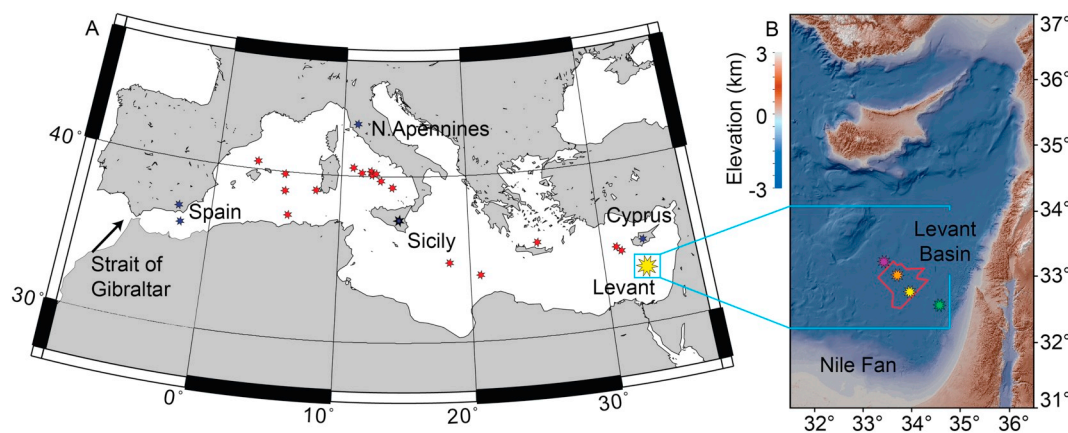 A
40°
30°
N.Apennines
Spain
Sicily
Cyprus
Levant
Strait of
Gibraltar
0°
10°
20°
30°
B
Elevation (km)
3
0
-3
Levant
Basin
Nile Fan
37°
36°
35°
34°
33°
32°
31°
32°
33°
34°
35°
36°